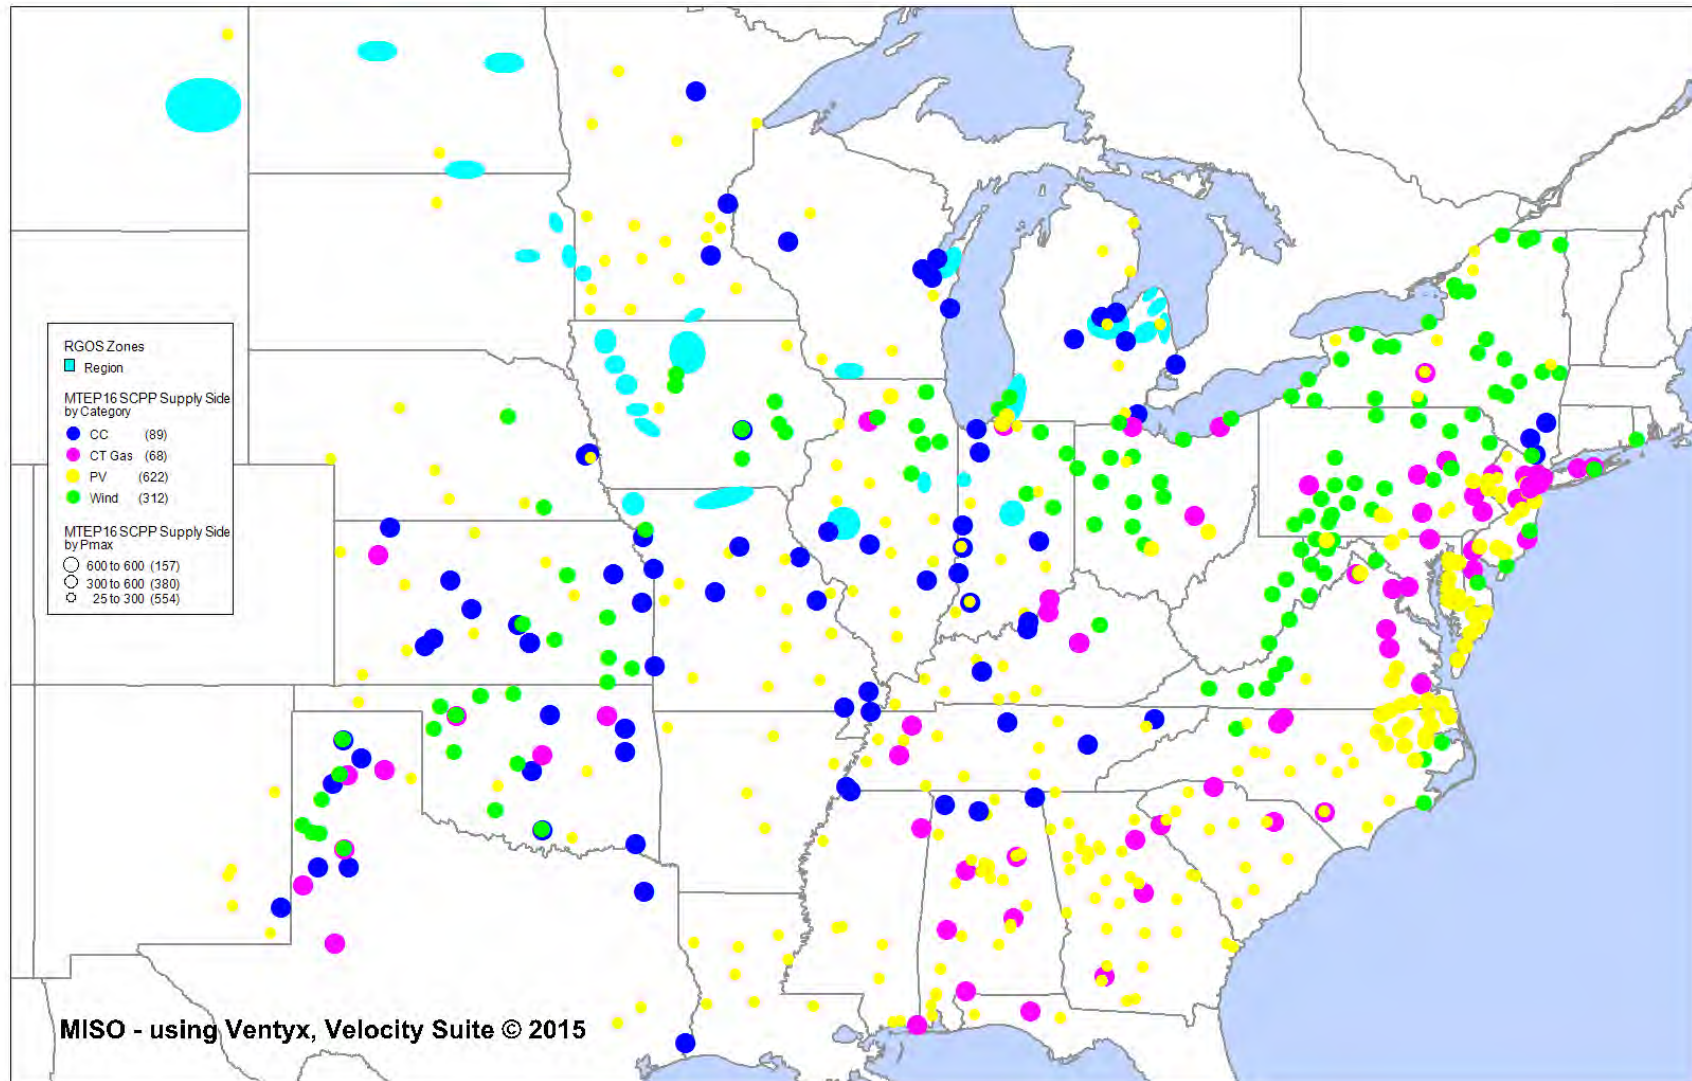 RGOS Zones
Region
MTEP16 SCPP Supply Side
by Category
CC (89)
CT Gas (68)
PV (622)
Wind (312)
MTEP16 SCPP Supply Side
by Pmax
600 to 600 (157)
300 to 600 (380)
25 to 300 (554)
MISO - using Ventyx, Velocity Suite © 2015